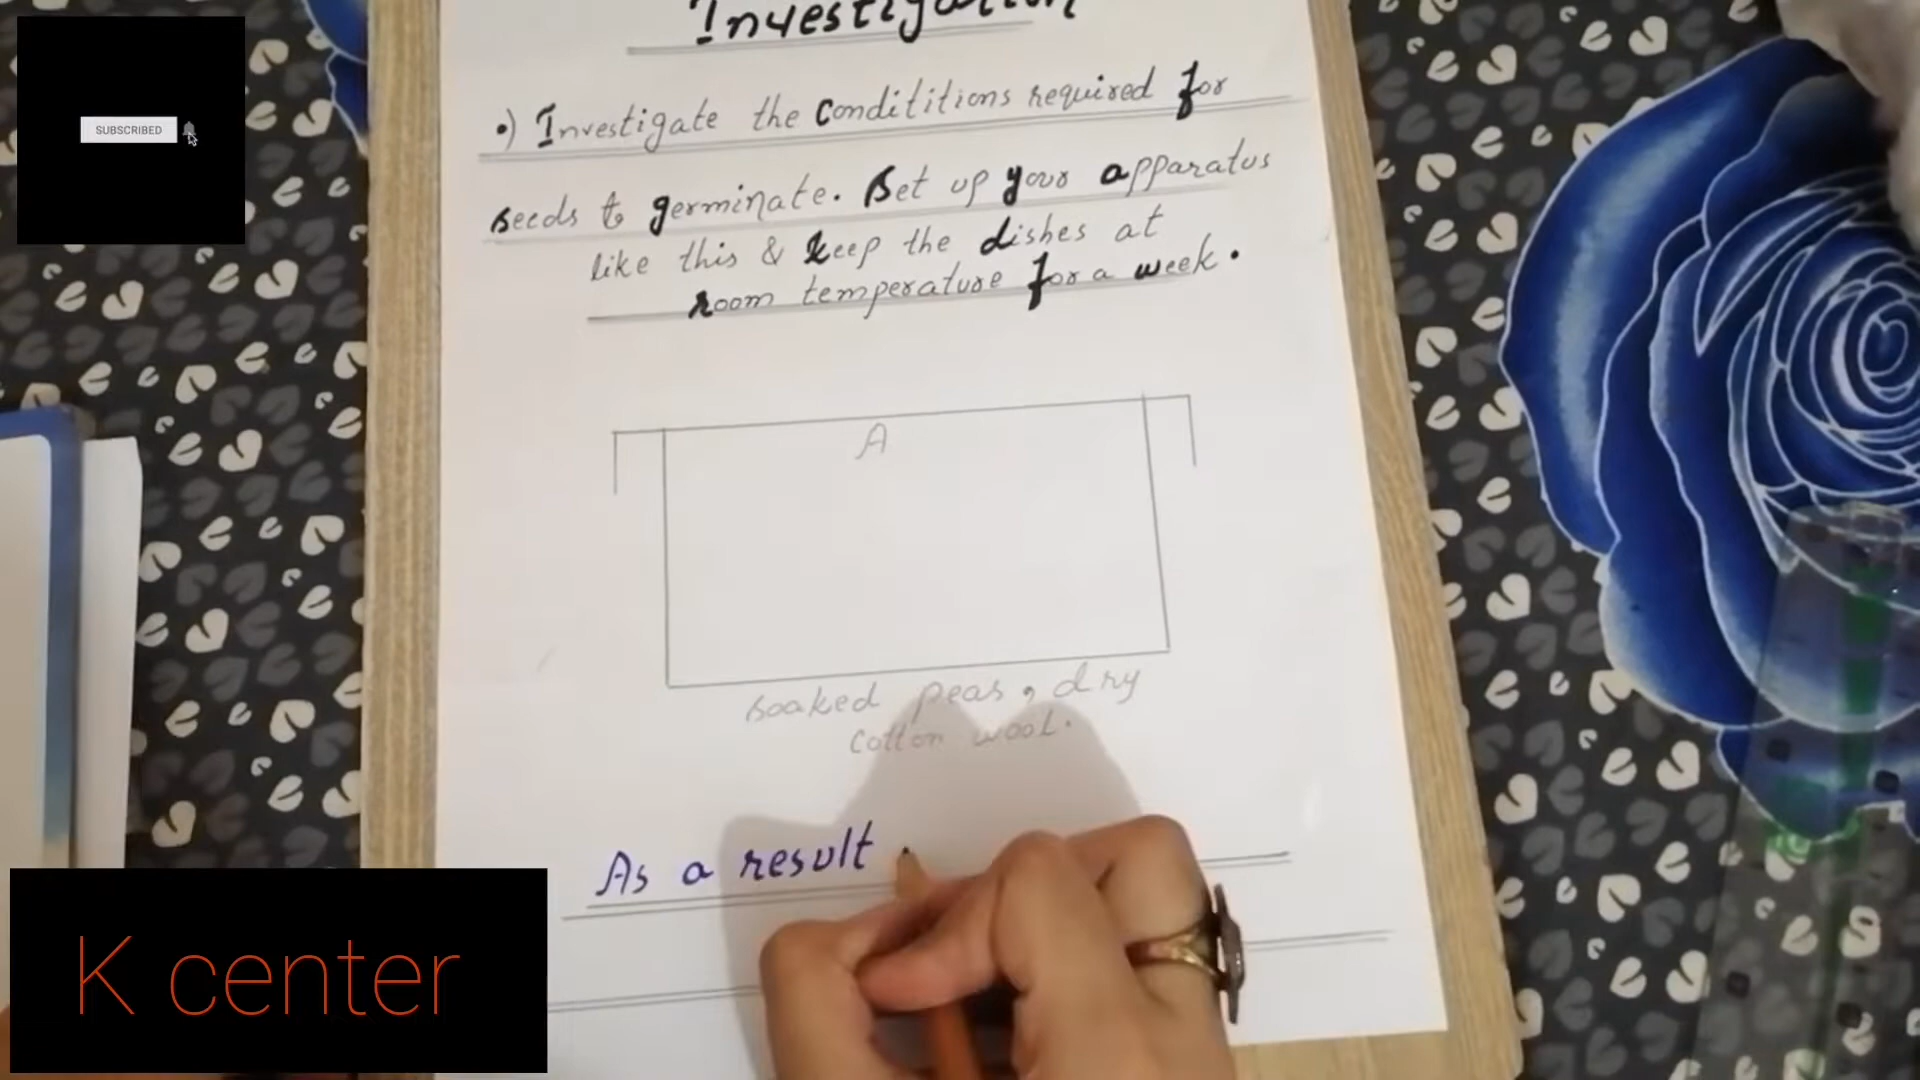 Investigation
•) Investigate the Condititions required for
seeds to germinate. Set up your apparatus
like this & keep the dishes at
room temperature for a week.
A
soaked peas, dry
cotton wool.
As a result
SUBSCRIBED
K center